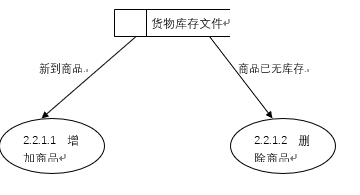 货物库存文件
新到商品.
商品已无库存.
2.2.1.1 增
加商品
2.2.1.2 删
除商品